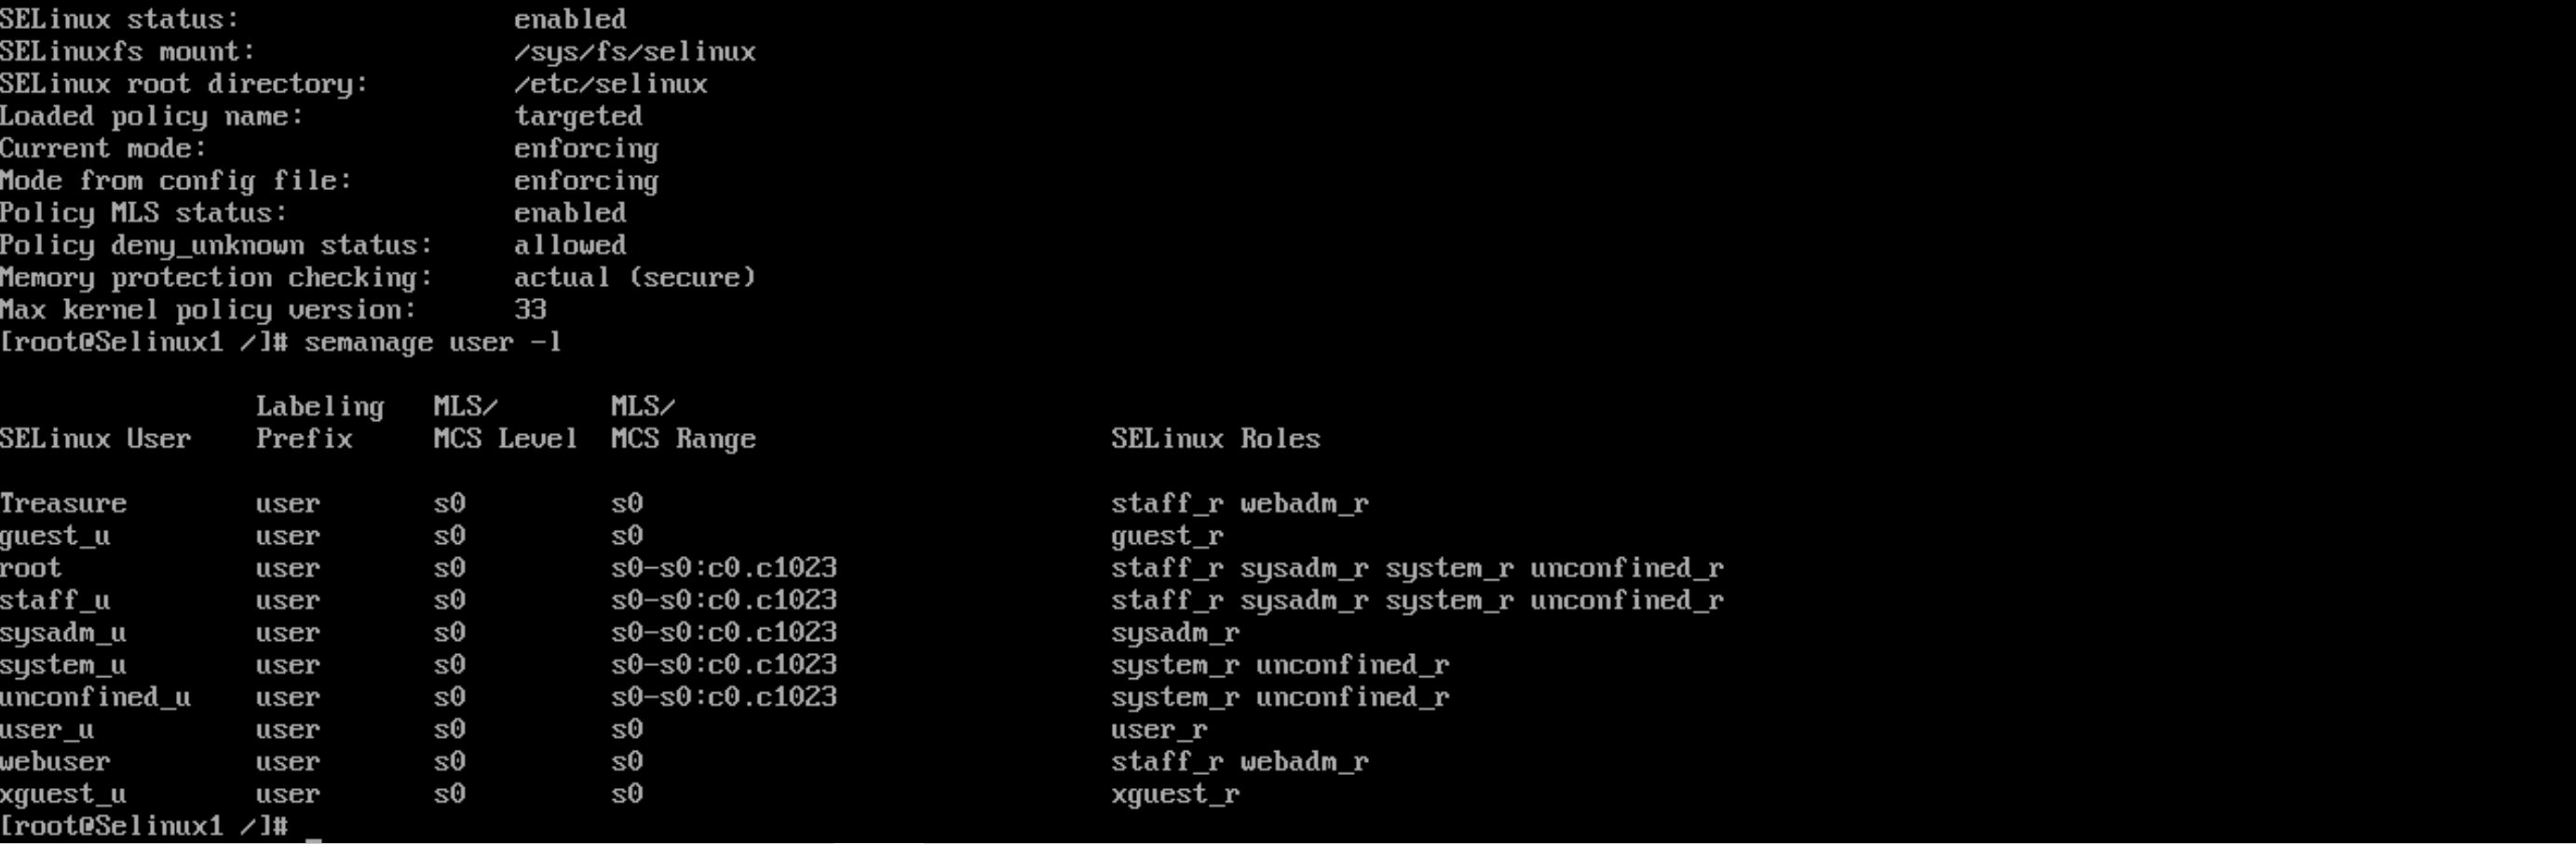 SELinux status:                 enabled
SELinuxfs mount:                /sys/fs/selinux
SELinux root directory:         /etc/selinux
Loaded policy name:             targeted
Current mode:                   enforcing
Mode from config file:          enforcing
Policy MLS status:              enabled
Policy deny_unknown status:     allowed
Memory protection checking:     actual (secure)
Max kernel policy version:      33
[root@Selinux1 /]# semanage user -l
                Labeling   MLS/       MLS/
SELinux User    Prefix     MCS Level  MCS Range                      SELinux Roles
Treasure        user       s0         s0                             staff_r webadm_r
guest_u         user       s0         s0                             guest_r
root            user       s0         s0-s0:c0.c1023                 staff_r sysadm_r system_r unconfined_r
staff_u         user       s0         s0-s0:c0.c1023                 staff_r sysadm_r system_r unconfined_r
sysadm_u        user       s0         s0-s0:c0.c1023                 sysadm_r
system_u        user       s0         s0-s0:c0.c1023                 system_r unconfined_r
unconfined_u    user       s0         s0-s0:c0.c1023                 system_r unconfined_r
user_u          user       s0         s0                             user_r
webuser         user       s0         s0                             staff_r webadm_r
xguest_u        user       s0         s0                             xguest_r
[root@Selinux1 /]# _